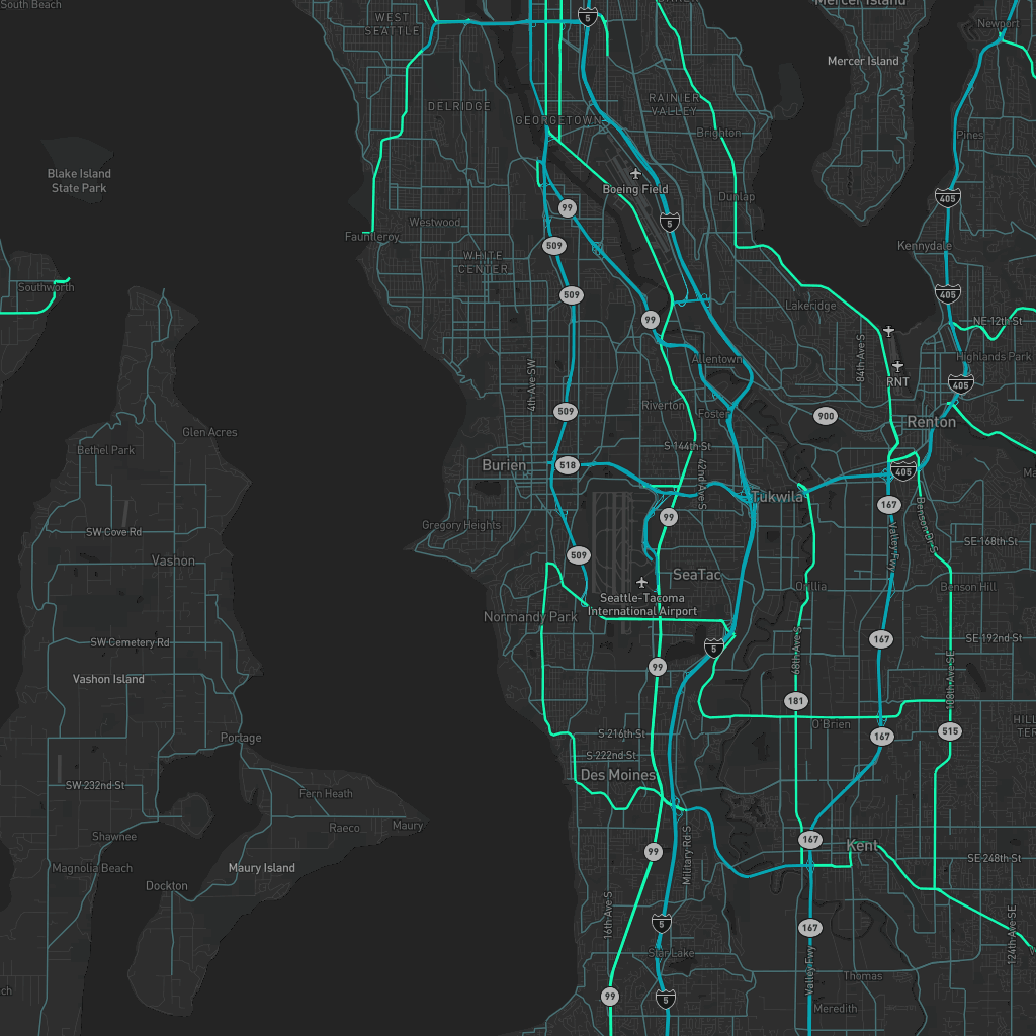 South Beach
WEST
SEATTLE
5
Mercer Island
Newport
Mercer Island
DELRIDGE
RAINIER
VALLEY
GEORGETOWN
Brighton
Pines
Blake Island
State Park
Boeing Field
405
Dunlap
99
5
Westwood
Fauntleroy
509
Kennydale
WHITE
CENTER
Southworth
509
405
Lakeridge
99
NE 12th St
Allentown
84th Ave S
Highlands Park
RNT
4th Ave SW
405
Riverton
Foster
509
900
Renton
Glen Acres
Bethel Park
S 144th St
Burien
518
42nd Ave S
405
Tukwila
167
99
Gregory Heights
SW Cove Rd
Benson Dr S
Valley Fwy
SE 168th St
Vashon
509
SeaTac
Orillia
Benson Hill
Seattle-Tacoma
International Airport
Normandy Park
SW Cemetery Rd
167
SE 192nd St
5
68th Ave S
99
Vashon Island
108th Ave SE
181
O'Brien
HILL
TER
515
Portage
S 216th St
167
S 222nd St
Des Moines
SW 232nd St
Fern Heath
Raeco
Maury
Shawnee
167
Kent
Military Rd S
99
SE 248th St
Magnolia Beach
Maury Island
Dockton
16th Ave S
5
167
124th Ave SE
Star Lake
Valley Fwy
Thomas
ch
99
5
Meredith